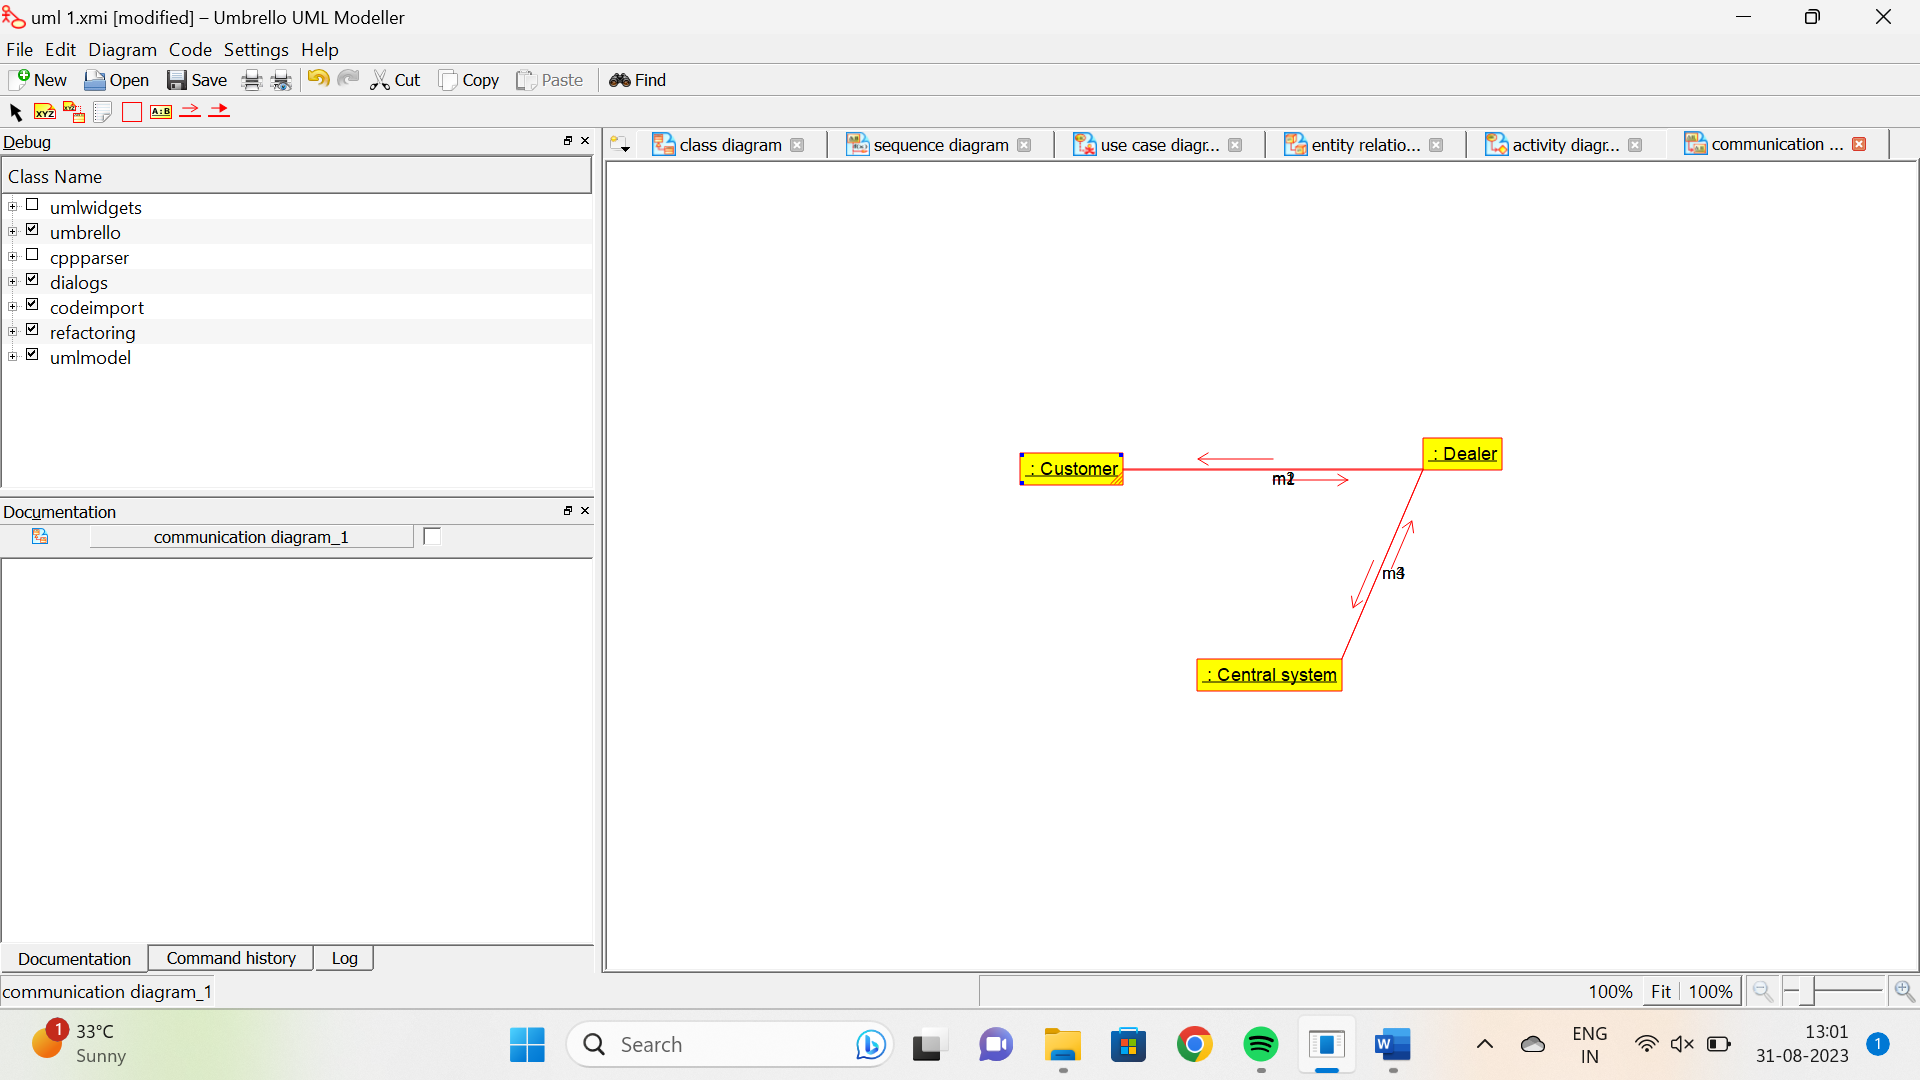 uml 1.xmi [modified] – Umbrello UML Modeller
File Edit Diagram Code Settings Help
New Open Save Cut Copy Paste Find
XYZ XYZ A:B
Debug
class diagram sequence diagram use case diagr... entity relatio... activity diagr... communication ...
Class Name
umlwidgets
umbrello
cppparser
dialogs
codeimport
refactoring
umlmodel
: Customer
: Dealer
: Central system
Documentation
communication diagram_1
Documentation Command history Log
communication diagram_1
100% Fit 100%
1
33°C
Sunny
Search
W
ENG
IN
13:01
31-08-2023
1